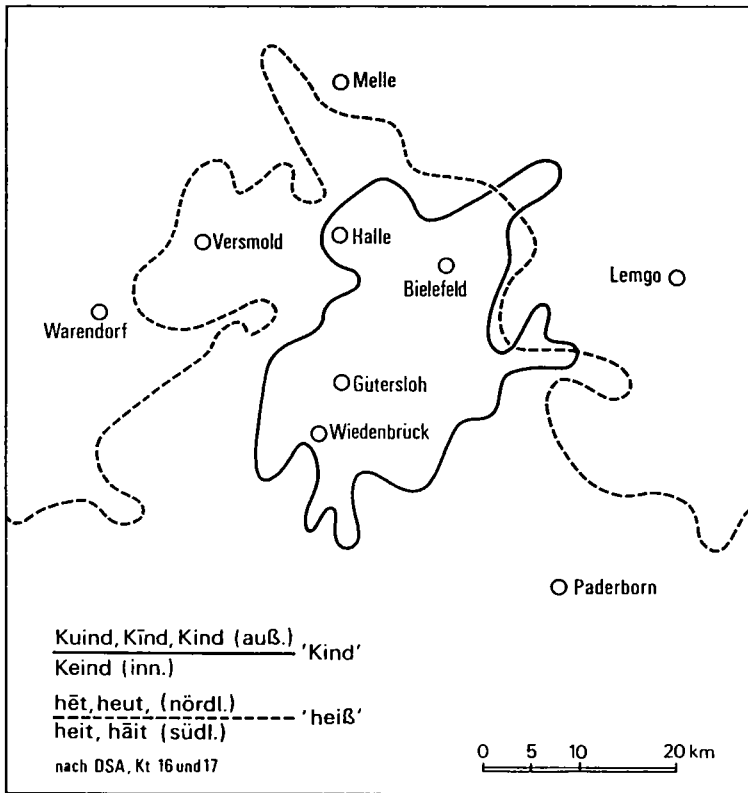 Melle
Versmold
Halle
Bielefeld
Lemgo
Warendorf
Gütersloh
Wiedenbrück
Paderborn
Kuind, Kīnd, Kind (auß.)
Keind (inn.)
'Kind'
hēt, heut, (nördl.)
heit, hāit (südl.)
'heiß'
nach DSA, Kt 16 und 17
0 5 10 20 km